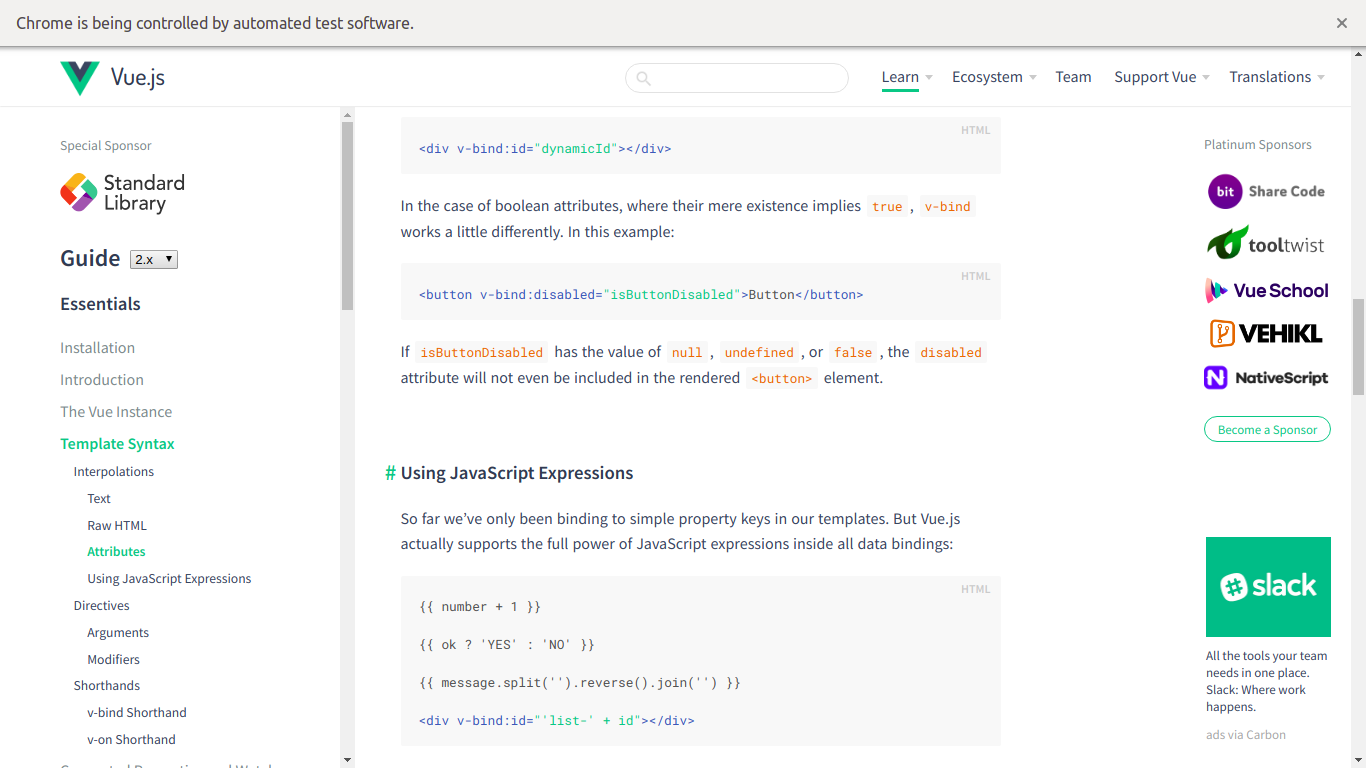 Chrome is being controlled by automated test software.
Vue.js
Learn
Ecosystem
Team
Support Vue
Translations
Special Sponsor
Standard
Library
Guide 2.x
Essentials
Installation
Introduction
The Vue Instance
Template Syntax
Interpolations
Text
Raw HTML
Attributes
Using JavaScript Expressions
Directives
Arguments
Modifiers
Shorthands
v-bind Shorthand
v-on Shorthand
HTML
<div v-bind:id="dynamicId"></div>
In the case of boolean attributes, where their mere existence implies true , v-bind
works a little differently. In this example:
HTML
<button v-bind:disabled="isButtonDisabled">Button</button>
If isButtonDisabled has the value of null , undefined , or false , the disabled
attribute will not even be included in the rendered <button> element.
# Using JavaScript Expressions
So far we’ve only been binding to simple property keys in our templates. But Vue.js
actually supports the full power of JavaScript expressions inside all data bindings:
HTML
{{ number + 1 }}
{{ ok ? 'YES' : 'NO' }}
{{ message.split('').reverse().join('') }}
<div v-bind:id="'list-' + id"></div>
Platinum Sponsors
bit Share Code
tooltwist
Vue School
VEHIKL
NativeScript
Become a Sponsor
slack
All the tools your team
needs in one place.
Slack: Where work
happens.
ads via Carbon